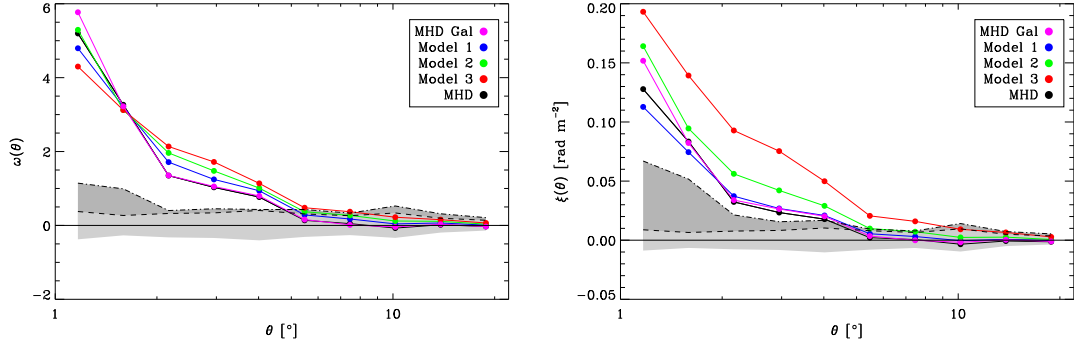 6
4
2
0
−2
ω(θ)
1
10
θ [°]
MHD Gal
Model 1
Model 2
Model 3
MHD
0.20
0.15
0.10
0.05
0.00
−0.05
ξ(θ) [rad m⁻²]
1
10
θ [°]
MHD Gal
Model 1
Model 2
Model 3
MHD